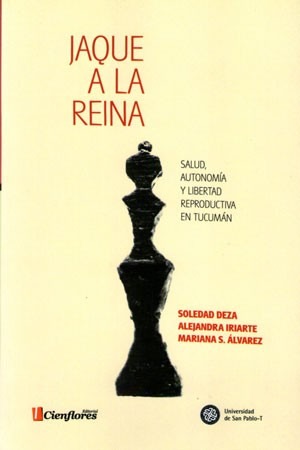 JAQUE
A LA
REINA
SALUD,
AUTONOMÍA
Y LIBERTAD
REPRODUCTIVA
EN TUCUMÁN
SOLEDAD DEZA
ALEJANDRA IRIARTE
MARIANA S. ÁLVAREZ
Editorial
Cienflores
Universidad
de San Pablo-T